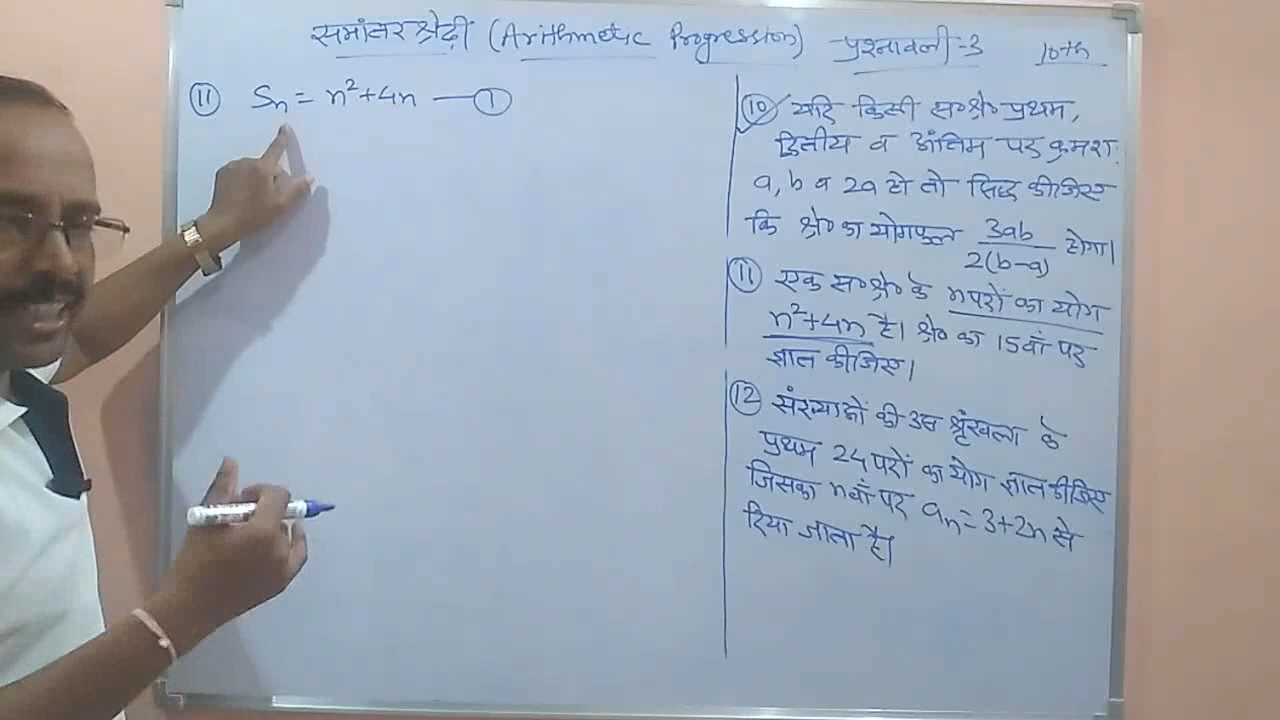 समांतर श्रेढ़ी (Arithmetic Progression) प्रश्नावली-3 10th
⑪ Sn = n²+4n —①
⑩ यदि किसी स०श्रे० प्रथम,
द्वितीय व अंतिम पद क्रमश:
a, b व 2a हो तो सिद्ध कीजिए
कि श्रे० का योगफल 3ab/2(b-a) होगा।
⑪ एक स०श्रे० के n पदों का योग
n²+4n है। श्रे० का 15वाँ पद
ज्ञात कीजिए।
⑫ संख्याओं की उस श्रृंखला के
प्रथम 24 पदों का योग ज्ञात कीजिए
जिसका nवाँ पद an = 3+2n से
दिया जाता है।